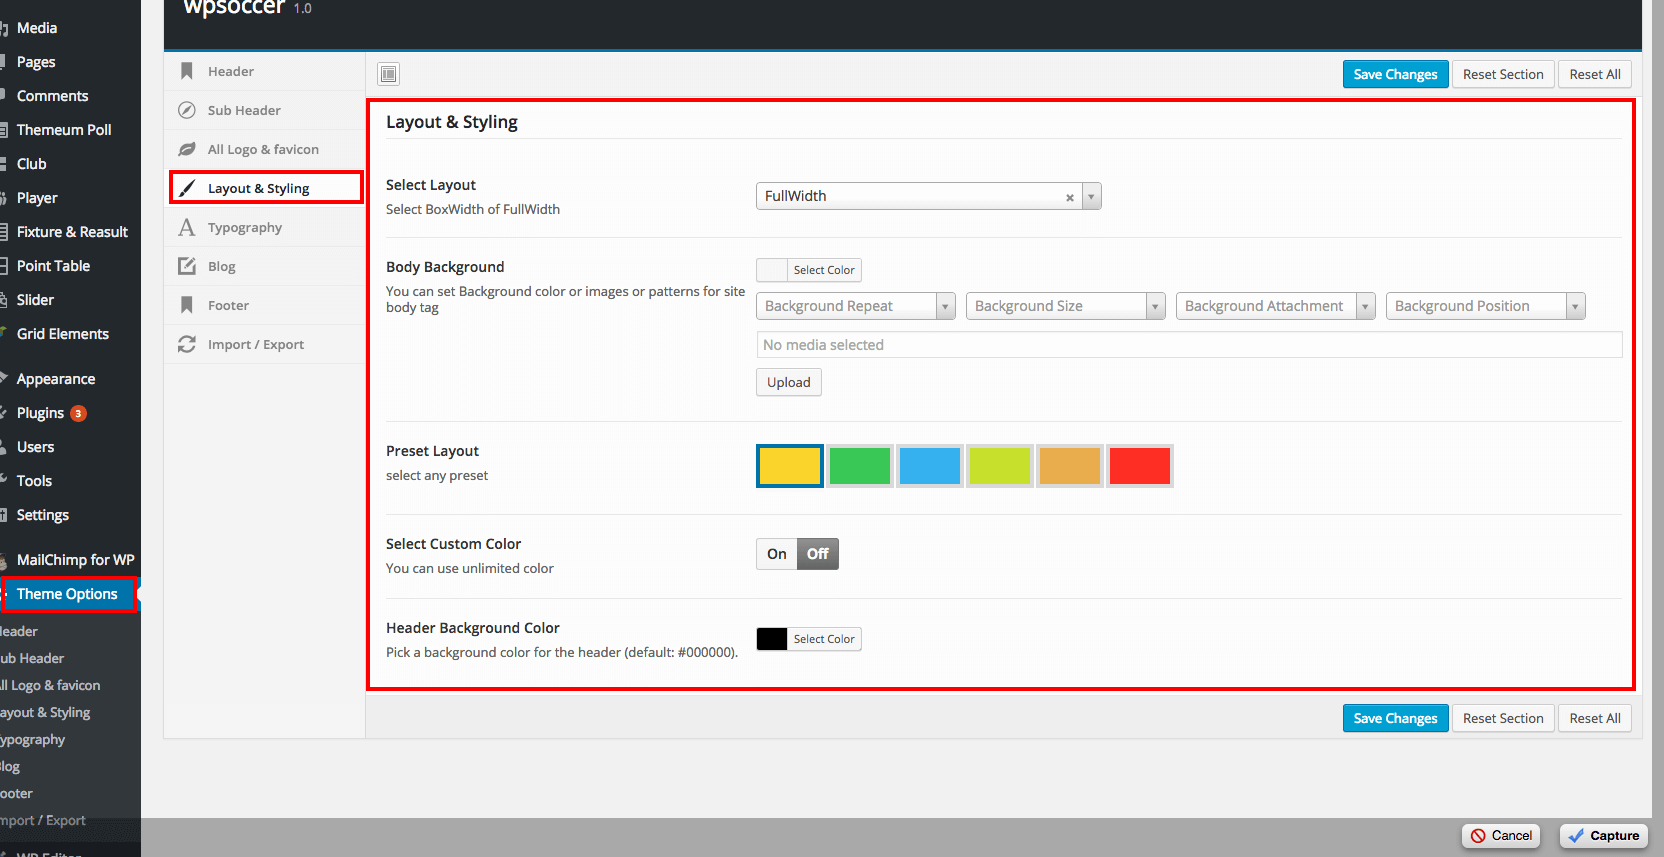 Media
Pages
Comments
Themeum Poll
Club
Player
Fixture & Reasult
Point Table
Slider
Grid Elements
Appearance
Plugins 3
Users
Tools
Settings
MailChimp for WP
Theme Options
eader
ub Header
ll Logo & favicon
ayout & Styling
ypography
log
ooter
mport / Export
WP Editor
wpsoccer 1.0
Header
Sub Header
All Logo & favicon
Layout & Styling
Typography
Blog
Footer
Import / Export
Save Changes Reset Section Reset All
Layout & Styling
Select Layout
Select BoxWidth of FullWidth
FullWidth
Body Background
You can set Background color or images or patterns for site
body tag
Select Color
Background Repeat Background Size Background Attachment Background Position
No media selected
Upload
Preset Layout
select any preset
Select Custom Color
You can use unlimited color
On Off
Header Background Color
Pick a background color for the header (default: #000000).
Select Color
Save Changes Reset Section Reset All
Cancel Capture